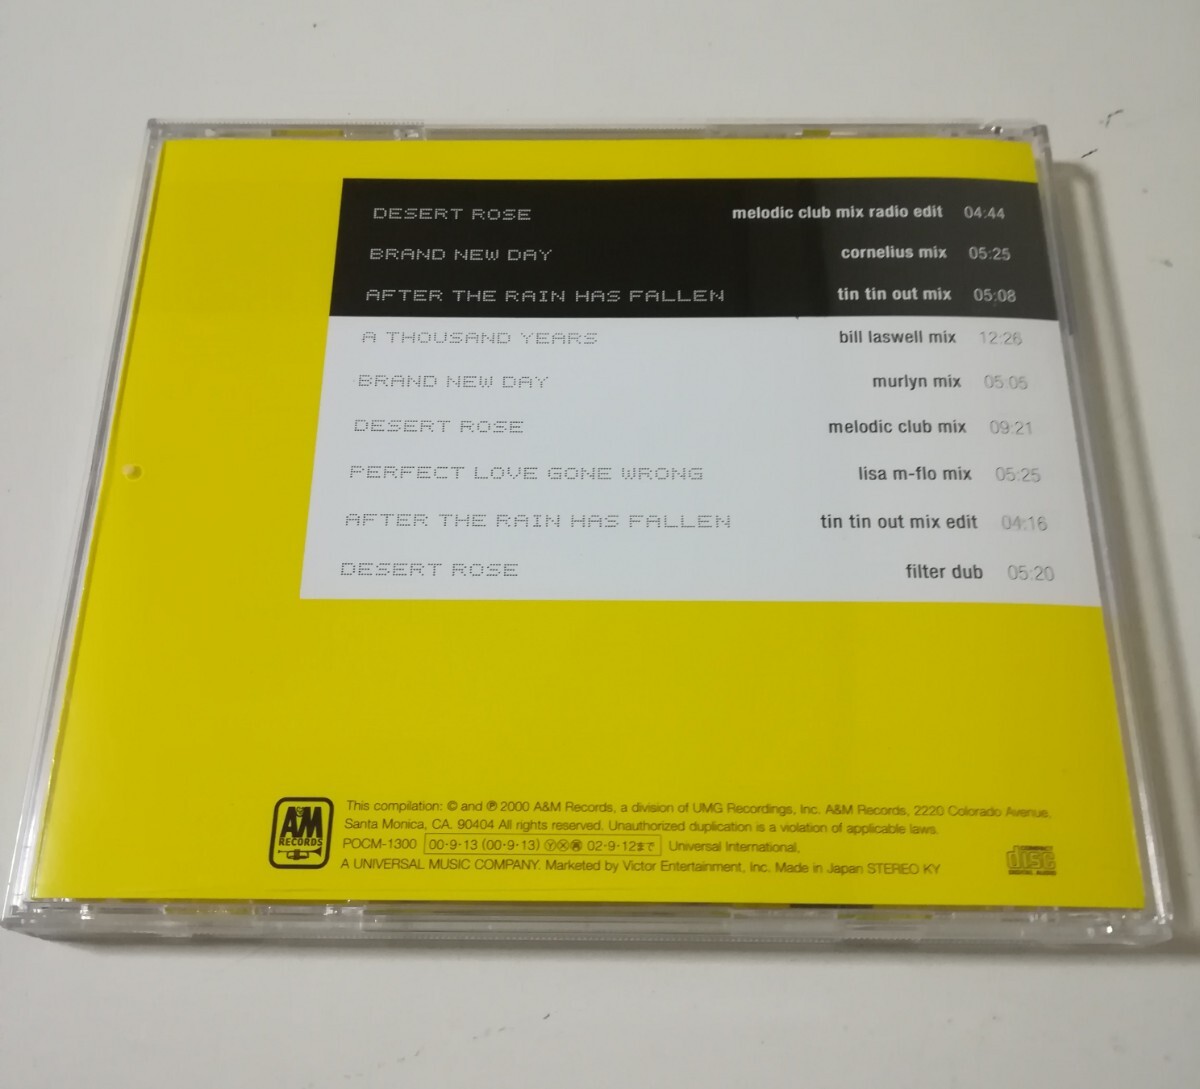 DESERT ROSE melodic club mix radio edit 04:44
BRAND NEW DAY cornelius mix 05:25
AFTER THE RAIN HAS FALLEN tin tin out mix 05:08
A THOUSAND YEARS bill laswell mix 12:26
BRAND NEW DAY murlyn mix 05:05
DESERT ROSE melodic club mix 09:21
PERFECT LOVE GONE WRONG lisa m-flo mix 05:25
AFTER THE RAIN HAS FALLEN tin tin out mix edit 04:16
DESERT ROSE filter dub 05:20
A&M
RECORDS
This compilation: © and ℗ 2000 A&M Records, a division of UMG Recordings, Inc. A&M Records, 2220 Colorado Avenue,
Santa Monica, CA. 90404 All rights reserved. Unauthorized duplication is a violation of applicable laws.
POCM-1300 00·9·13 (00·9·13) Ⓨ Ⓧ 02·9·12まで Universal International,
A UNIVERSAL MUSIC COMPANY. Marketed by Victor Entertainment, Inc. Made in Japan STEREO KY
COMPACT
disc
DIGITAL AUDIO